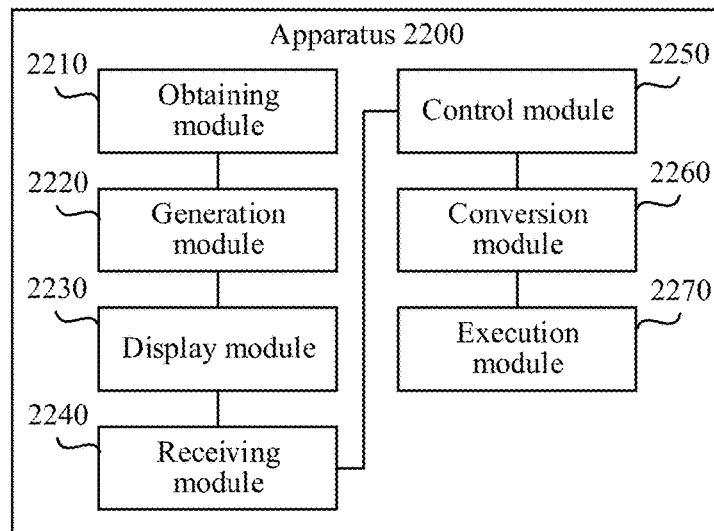 Apparatus 2200
2210
Obtaining
module
2220
Generation
module
2230
Display module
2240
Receiving
module
2250
Control module
2260
Conversion
module
2270
Execution
module